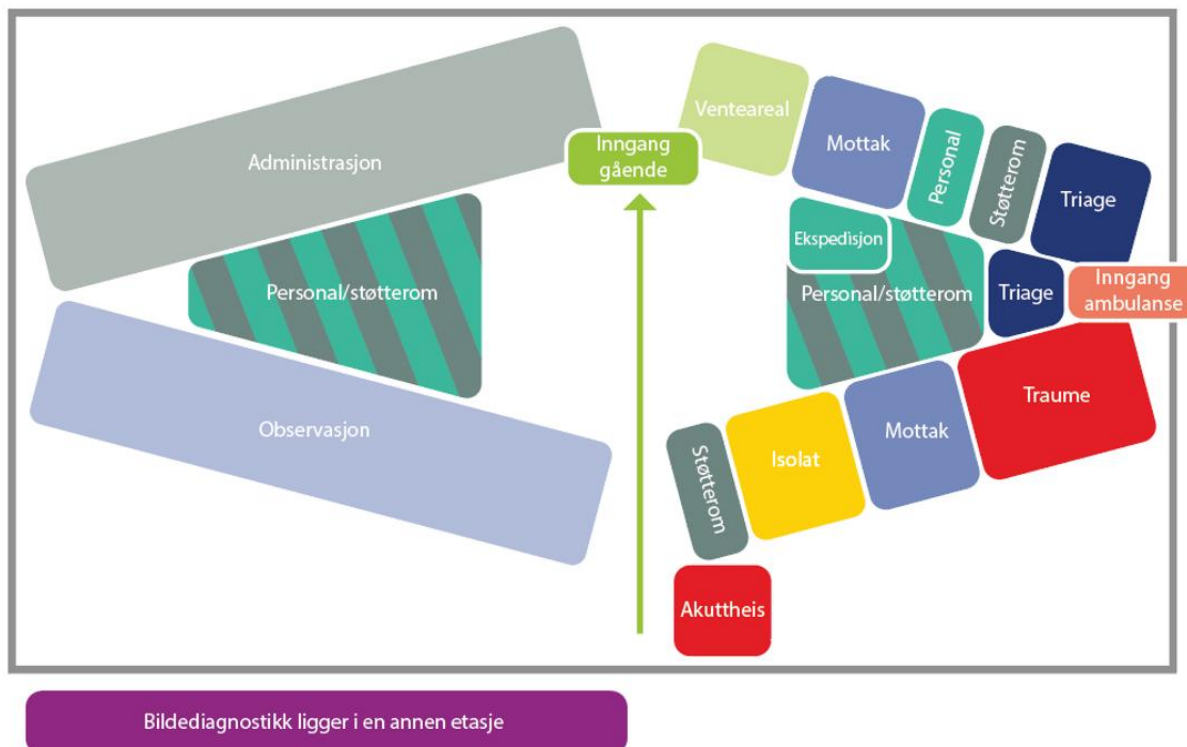 Administrasjon
Inngang
gående
Venteareal
Mottak
Personal
Støtterom
Triage
Ekspedisjon
Personal/støtterom
Personal/støtterom
Triage
Inngang
ambulanse
Observasjon
Støtterom
Isolat
Mottak
Traume
Akuttheis
Bildediagnostikk ligger i en annen etasje